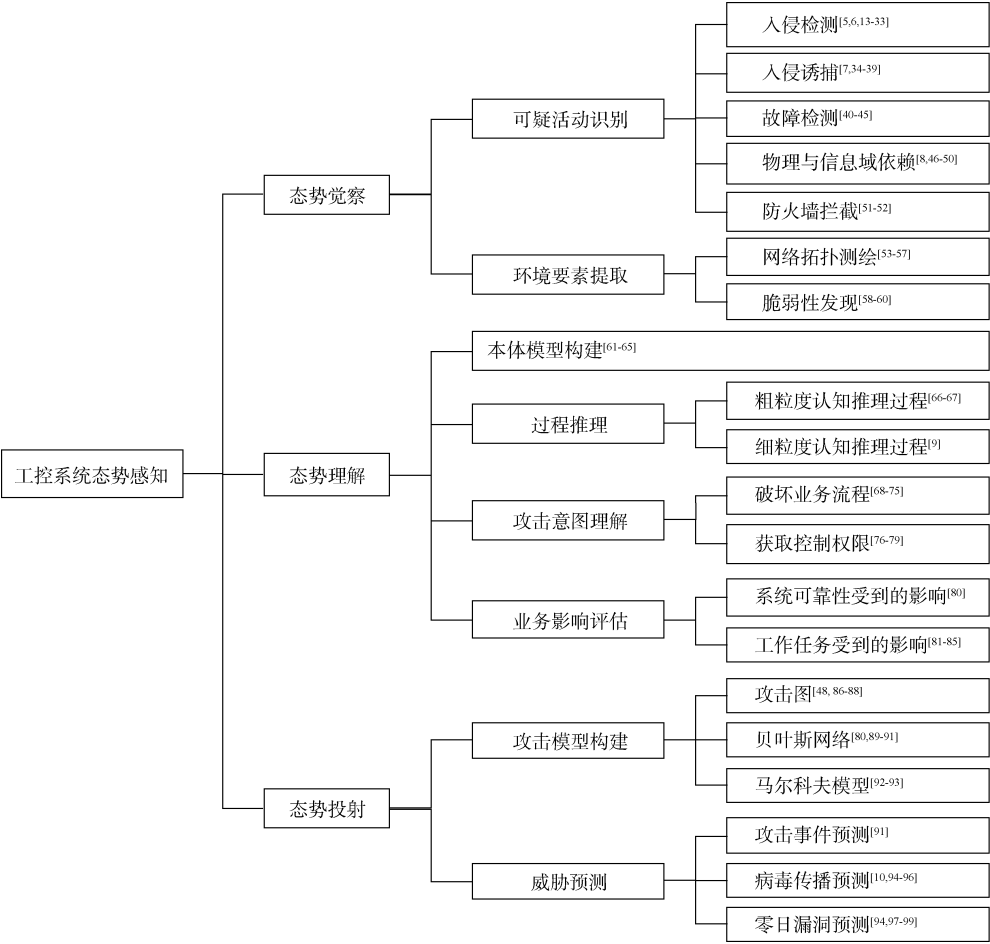 工控系统态势感知
态势觉察
可疑活动识别
入侵检测[5,6,13-33]
入侵诱捕[7,34-39]
故障检测[40-45]
物理与信息域依赖[8,46-50]
防火墙拦截[51-52]
环境要素提取
网络拓扑测绘[53-57]
脆弱性发现[58-60]
态势理解
本体模型构建[61-65]
过程推理
粗粒度认知推理过程[66-67]
细粒度认知推理过程[9]
攻击意图理解
破坏业务流程[68-75]
获取控制权限[76-79]
业务影响评估
系统可靠性受到的影响[80]
工作任务受到的影响[81-85]
态势投射
攻击模型构建
攻击图[48, 86-88]
贝叶斯网络[80,89-91]
马尔科夫模型[92-93]
威胁预测
攻击事件预测[91]
病毒传播预测[10,94-96]
零日漏洞预测[94,97-99]